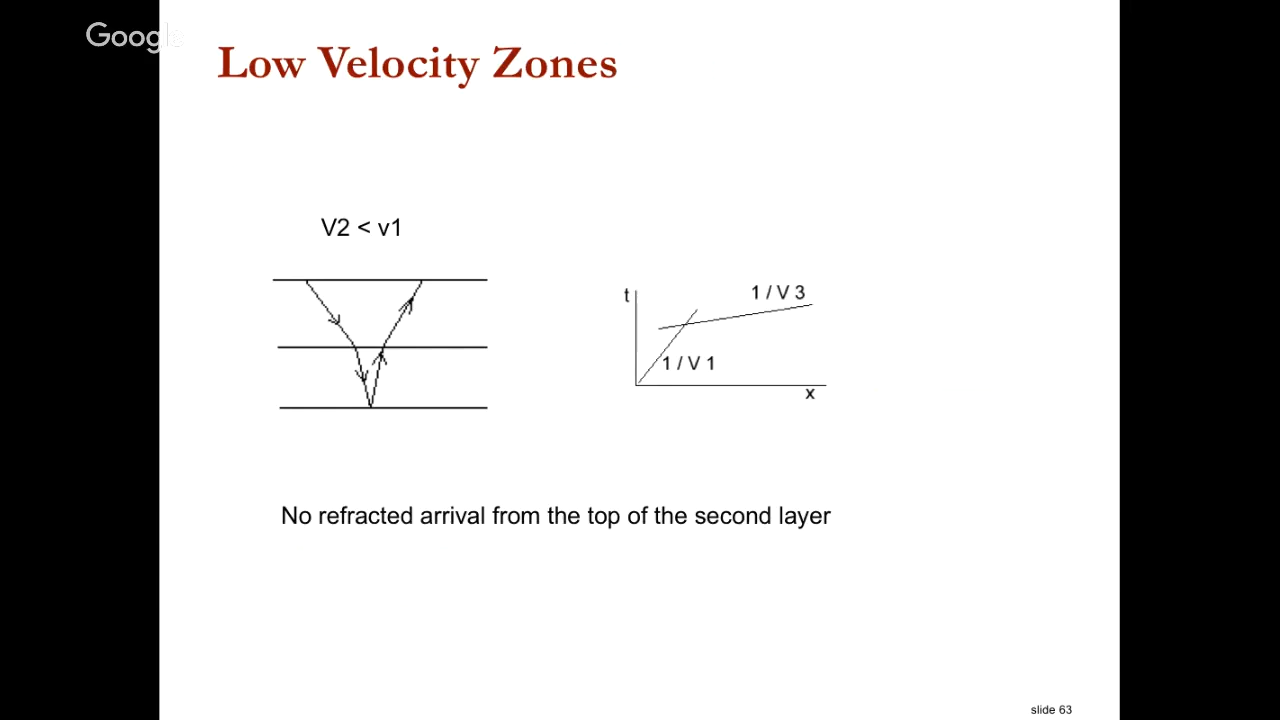 Google
Low Velocity Zones
V2 < v1
t
1 / V 3
1 / V 1
x
No refracted arrival from the top of the second layer
slide 63